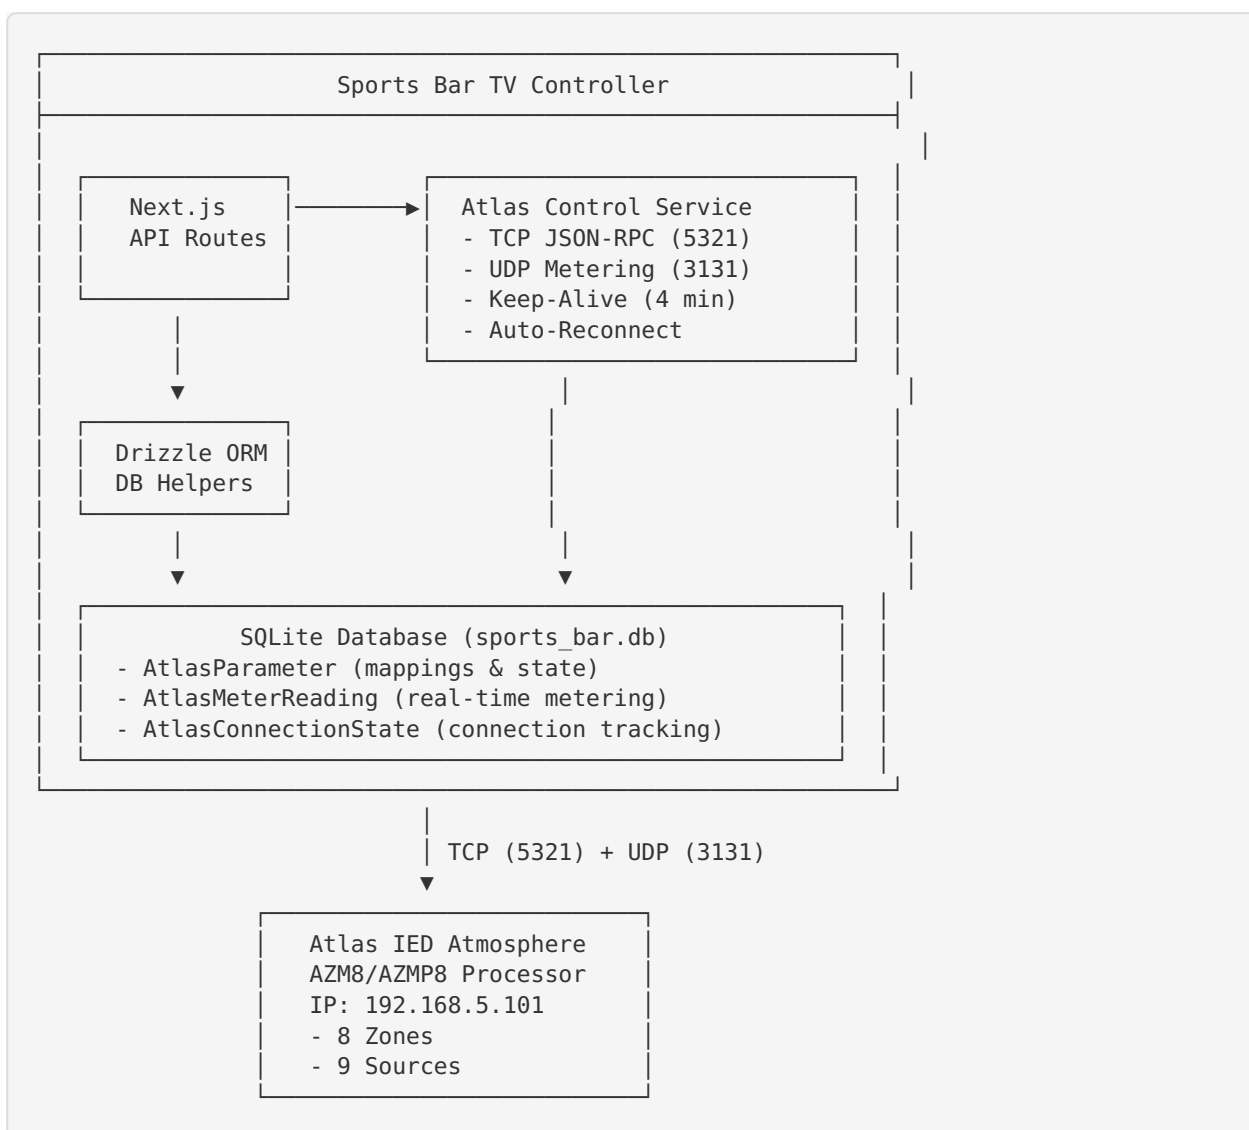 Sports Bar TV Controller
Next.js
API Routes
Atlas Control Service
- TCP JSON-RPC (5321)
- UDP Metering (3131)
- Keep-Alive (4 min)
- Auto-Reconnect
Drizzle ORM
DB Helpers
SQLite Database (sports_bar.db)
- AtlasParameter (mappings & state)
- AtlasMeterReading (real-time metering)
- AtlasConnectionState (connection tracking)
TCP (5321) + UDP (3131)
Atlas IED Atmosphere
AZM8/AZMP8 Processor
IP: 192.168.5.101
- 8 Zones
- 9 Sources